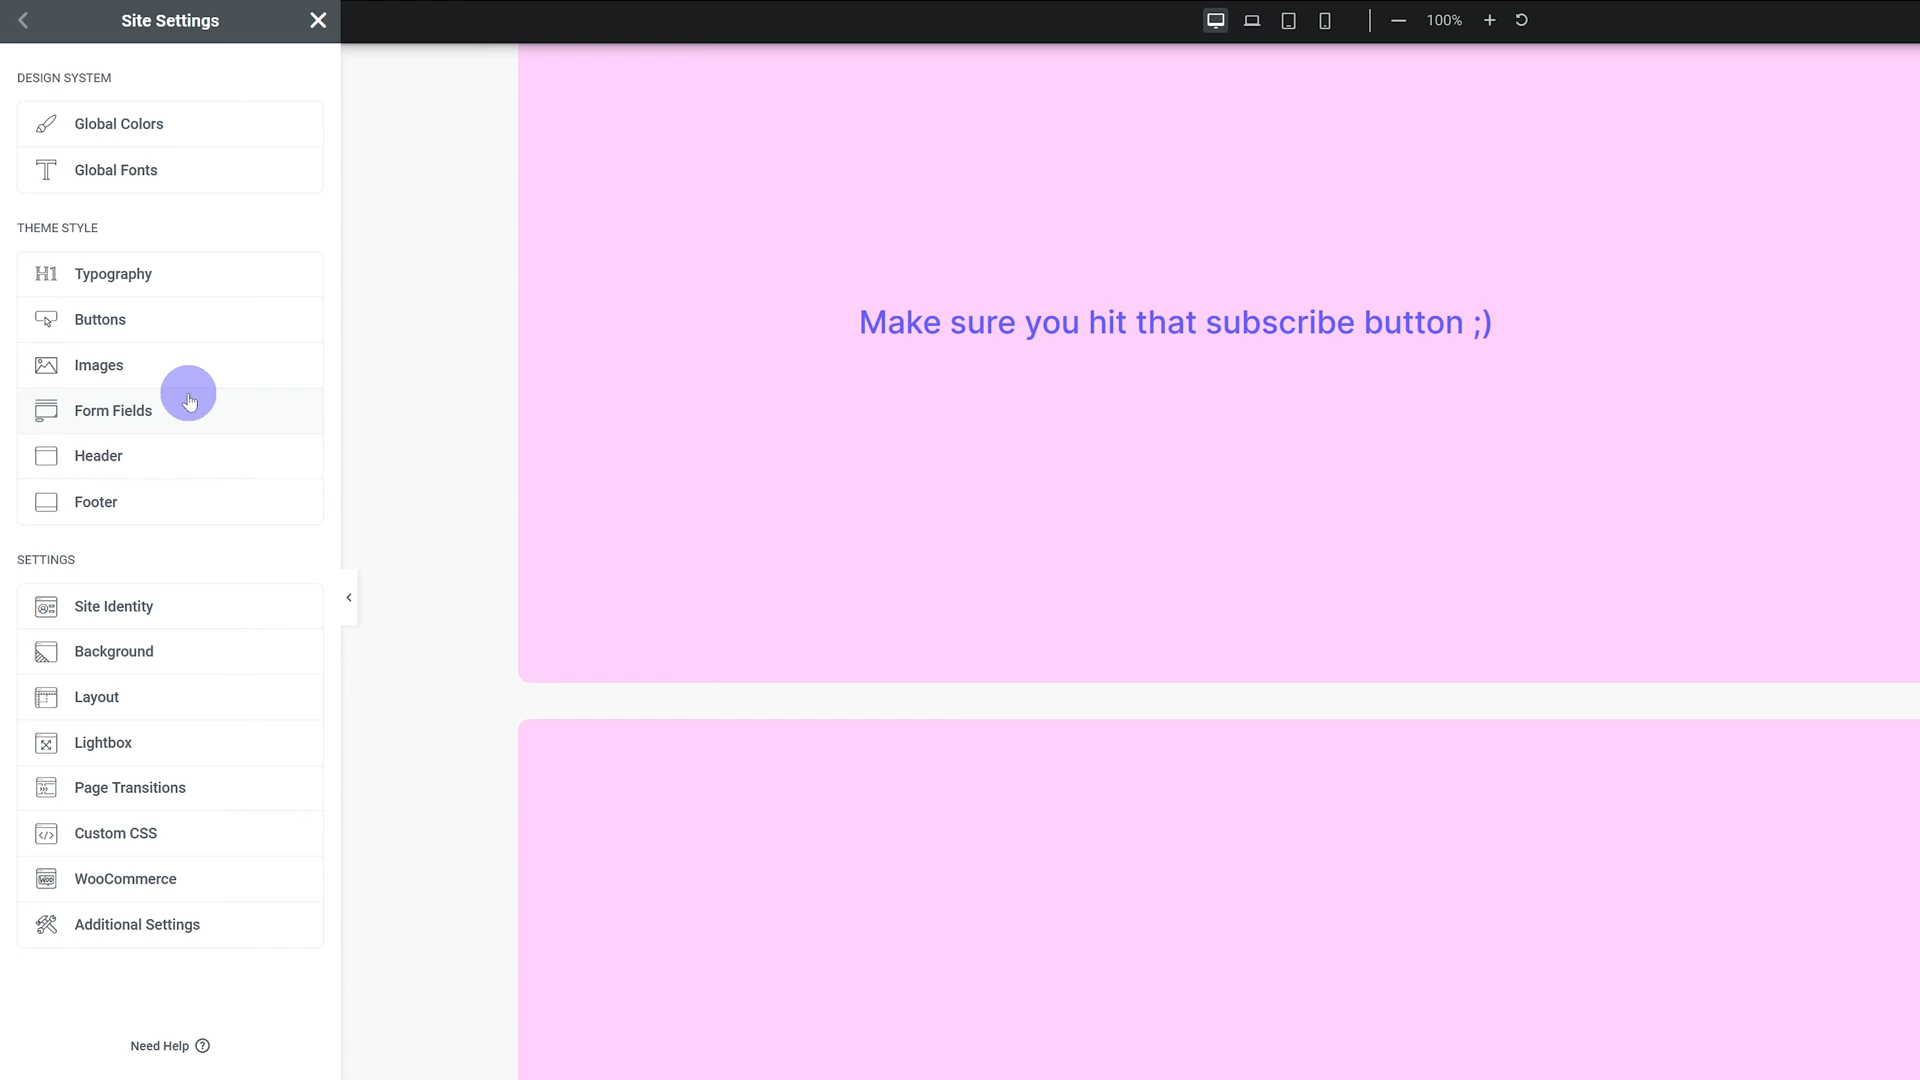 Site Settings
100%
DESIGN SYSTEM
Global Colors
Global Fonts
THEME STYLE
H1 Typography
Buttons
Images
Form Fields
Header
Footer
SETTINGS
Site Identity
Background
Layout
Lightbox
Page Transitions
Custom CSS
WooCommerce
Additional Settings
Need Help
Make sure you hit that subscribe button ;)